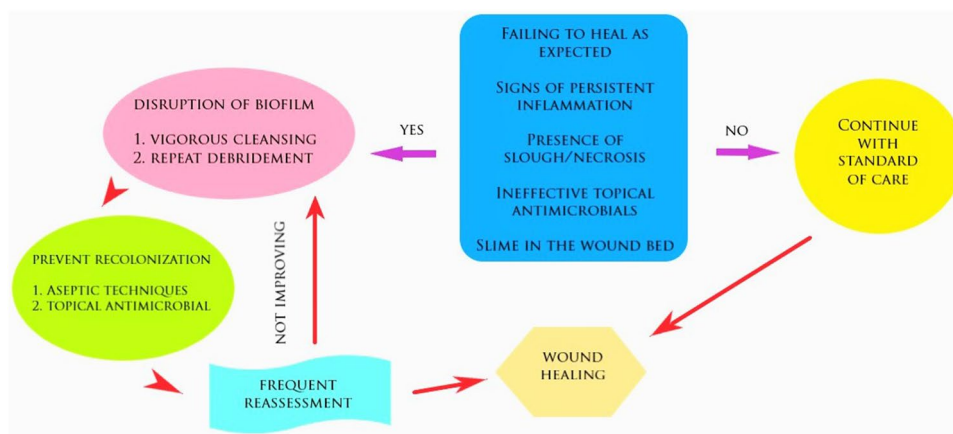 FAILING TO HEAL AS
EXPECTED
SIGNS OF PERSISTENT
INFLAMMATION
PRESENCE OF
SLOUGH/NECROSIS
INEFFECTIVE TOPICAL
ANTIMICROBIALS
SLIME IN THE WOUND BED
YES
NO
DISRUPTION OF BIOFILM
1. VIGOROUS CLEANSING
2. REPEAT DEBRIDEMENT
CONTINUE
WITH
STANDARD
OF CARE
PREVENT RECOLONIZATION
1. ASEPTIC TECHNIQUES
2. TOPICAL ANTIMICROBIAL
NOT IMPROVING
FREQUENT
REASSESSMENT
WOUND
HEALING